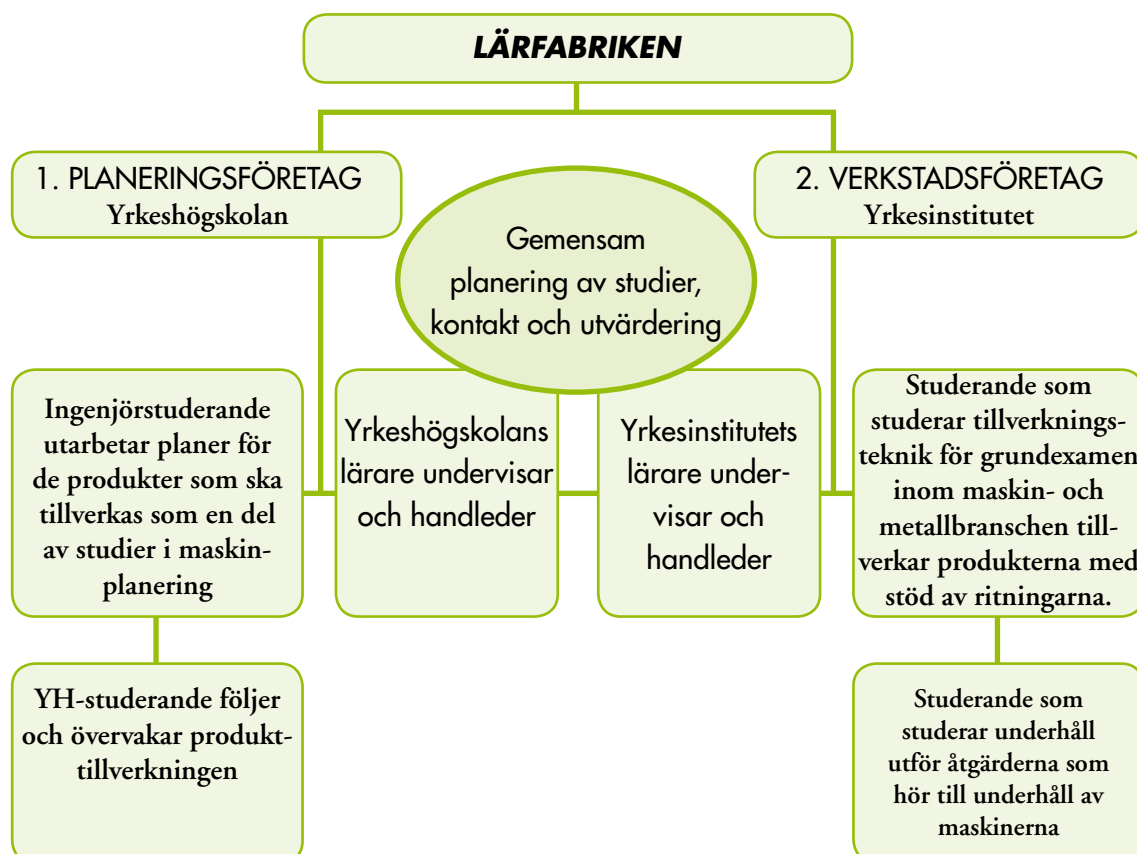 LÄRFABRIKEN
1. PLANERINGSFÖRETAG
Yrkeshögskolan
2. VERKSTADSFÖRETAG
Yrkesinstitutet
Gemensam
planering av studier,
kontakt och utvärdering
Ingenjörstuderande
utarbetar planer för
de produkter som ska
tillverkas som en del
av studier i maskin-
planering
Yrkeshögskolans
lärare undervisar
och handleder
Yrkesinstitutets
lärare under-
visar och
handleder
Studerande som
studerar tillverknings-
teknik för grundexamen
inom maskin- och
metallbranschen till-
verkar produkterna med
stöd av ritningarna.
YH-studerande följer
och övervakar produkt-
tillverkningen
Studerande som
studerar underhåll
utför åtgärderna som
hör till underhåll av
maskinerna